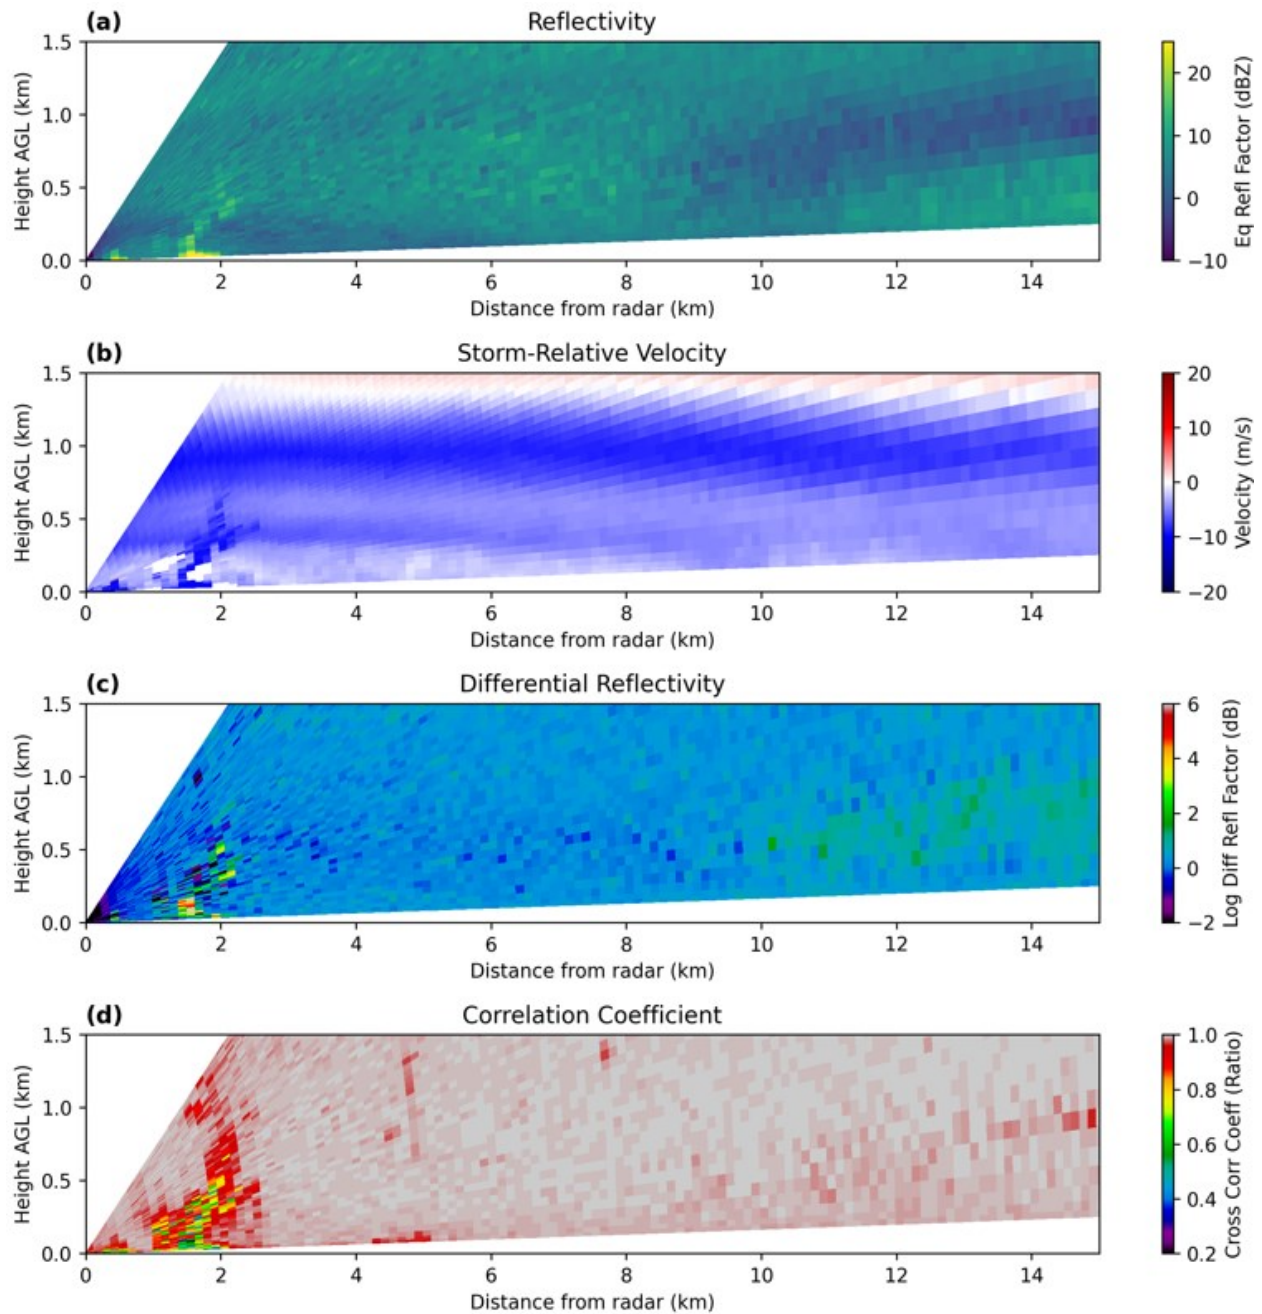 (a) Reflectivity
1.5
1.0
0.5
0.0
Height AGL (km)
0 2 4 6 8 10 12 14
Distance from radar (km)
20
10
0
−10
Eq Refl Factor (dBZ)
(b) Storm-Relative Velocity
1.5
1.0
0.5
0.0
Height AGL (km)
0 2 4 6 8 10 12 14
Distance from radar (km)
20
10
0
−10
−20
Velocity (m/s)
(c) Differential Reflectivity
1.5
1.0
0.5
0.0
Height AGL (km)
0 2 4 6 8 10 12 14
Distance from radar (km)
6
4
2
0
−2
Log Diff Refl Factor (dB)
(d) Correlation Coefficient
1.5
1.0
0.5
0.0
Height AGL (km)
0 2 4 6 8 10 12 14
Distance from radar (km)
1.0
0.8
0.6
0.4
0.2
Cross Corr Coeff (Ratio)